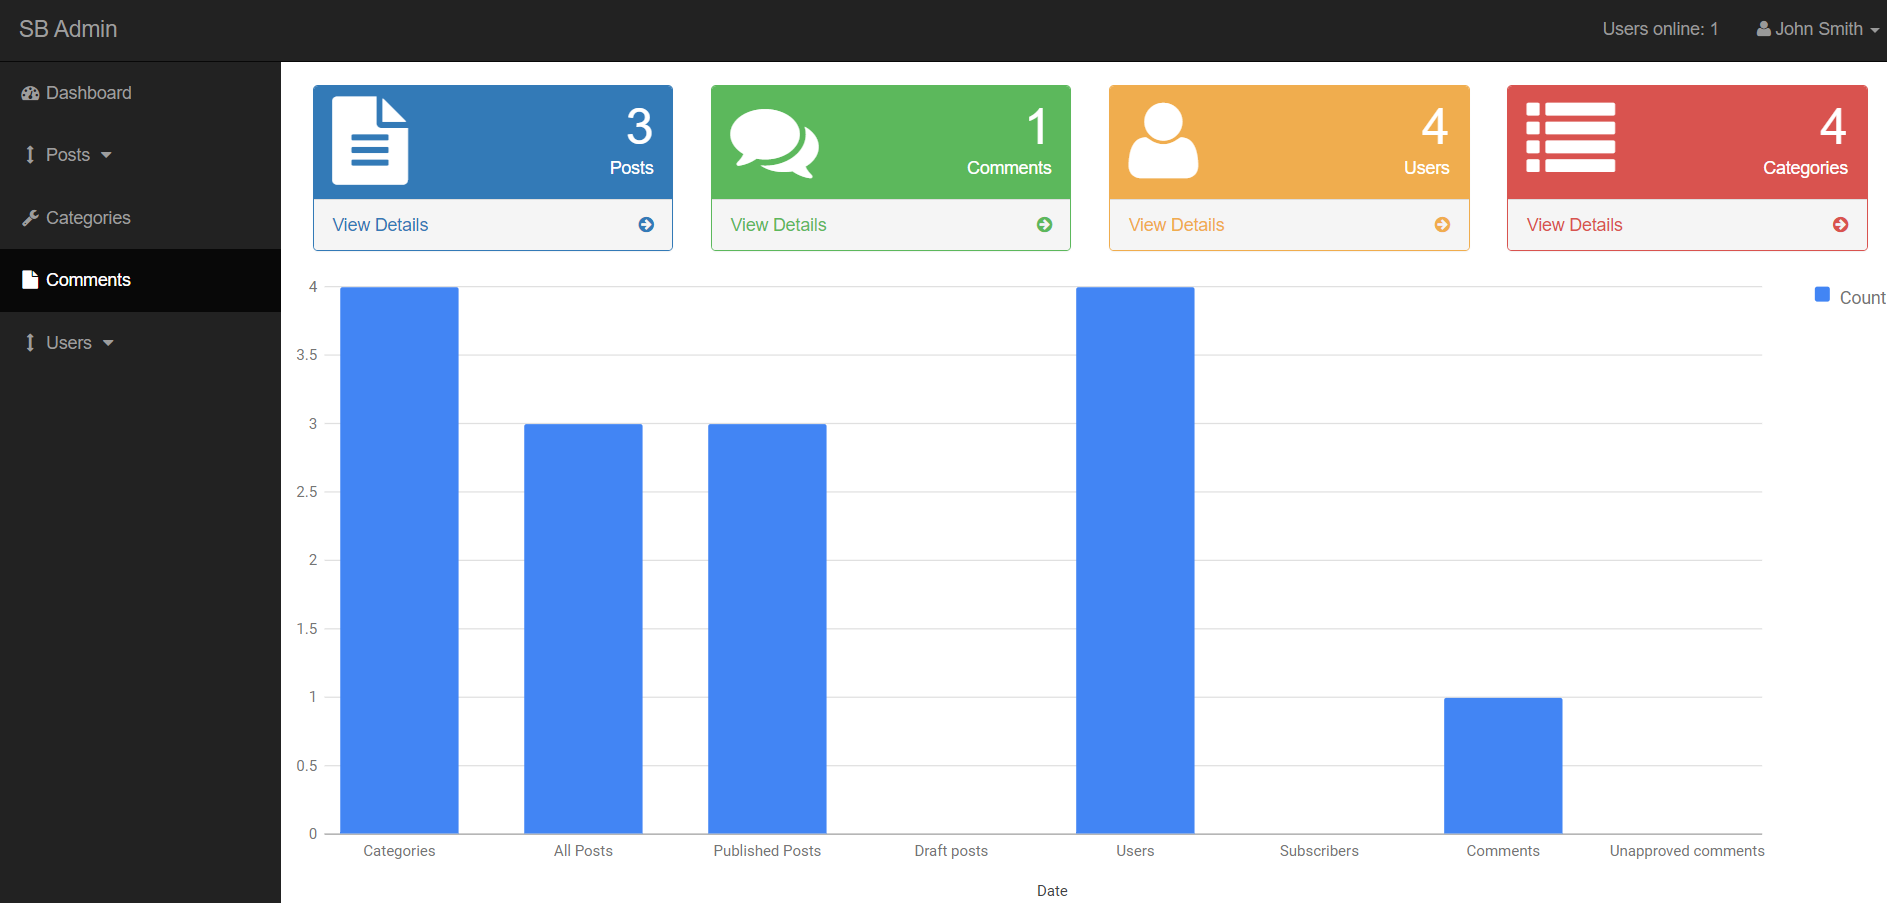 SB Admin
Users online: 1
John Smith
Dashboard
Posts
Categories
Comments
Users
3
Posts
View Details
1
Comments
View Details
4
Users
View Details
4
Categories
View Details
4
3.5
3
2.5
2
1.5
1
0.5
0
Count
Categories
All Posts
Published Posts
Draft posts
Users
Subscribers
Comments
Unapproved comments
Date